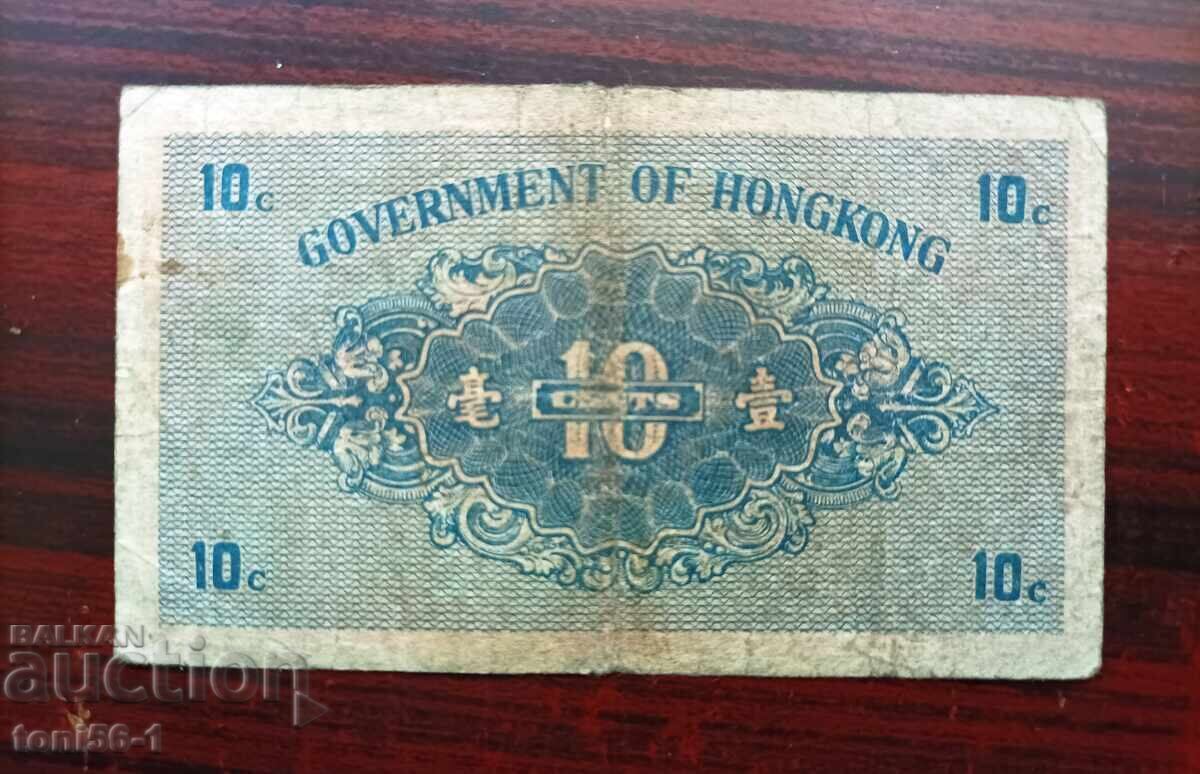 10c
10c
GOVERNMENT OF HONGKONG
毫
10
CENTS
壹
10c
10c
BALKAN
auction
toni56-1